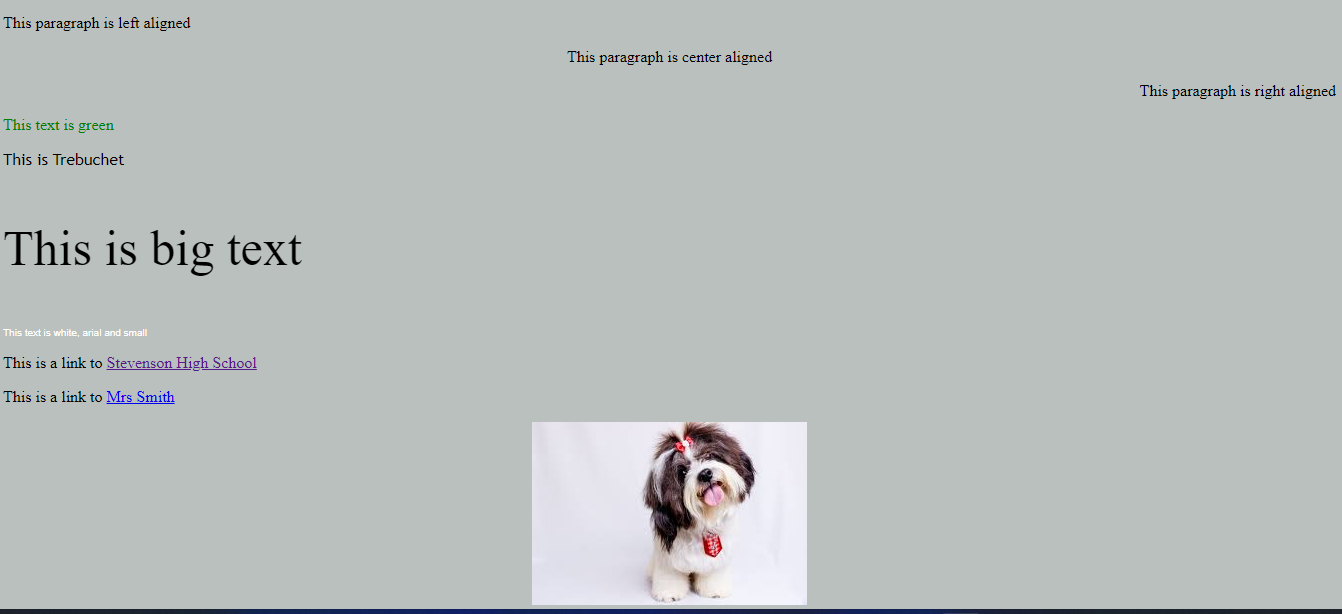 This paragraph is left aligned
This paragraph is center aligned
This paragraph is right aligned
This text is green
This is Trebuchet
This is big text
This text is white, arial and small
This is a link to Stevenson High School
This is a link to Mrs Smith